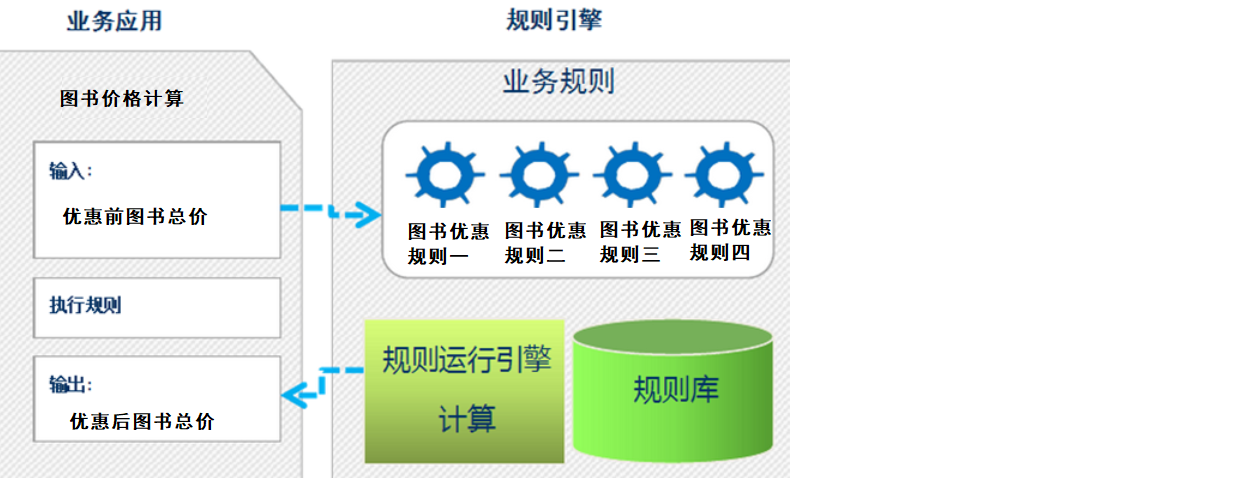 业务应用
规则引擎
图书价格计算
输入:
优惠前图书总价
执行规则
输出:
优惠后图书总价
业务规则
图书优惠
规则一
图书优惠
规则二
图书优惠
规则三
图书优惠
规则四
规则运行引擎
计算
规则库